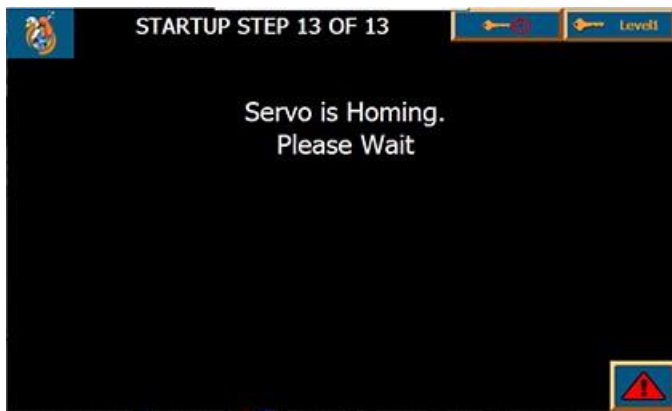 STARTUP STEP 13 OF 13
Level1
Servo is Homing.
Please Wait